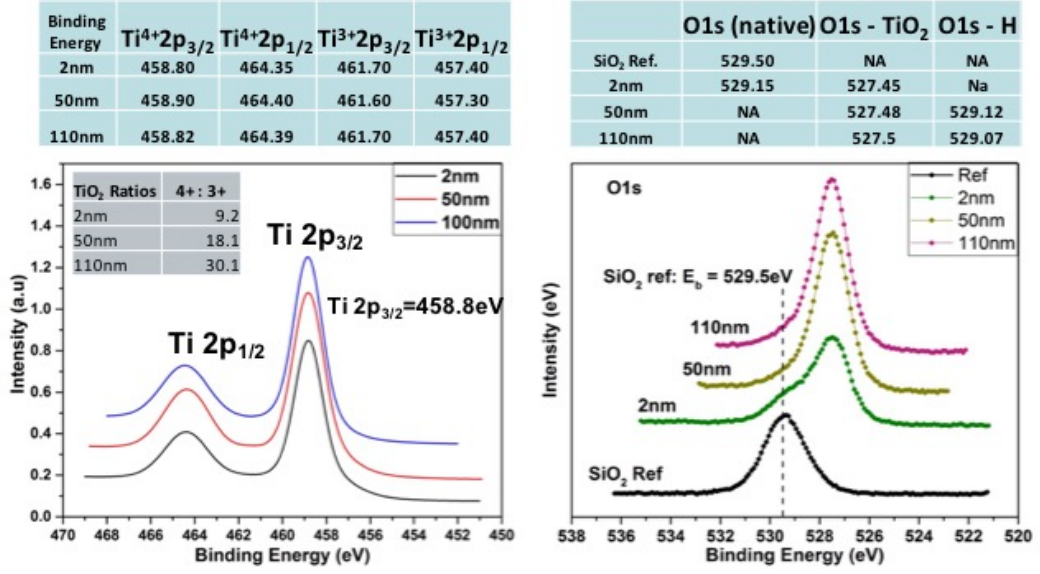 Binding Energy Ti⁴⁺2p₃/₂ Ti⁴⁺2p₁/₂ Ti³⁺2p₃/₂ Ti³⁺2p₁/₂
2nm 458.80 464.35 461.70 457.40
50nm 458.90 464.40 461.60 457.30
110nm 458.82 464.39 461.70 457.40
O1s (native) O1s - TiO₂ O1s - H
SiO₂ Ref. 529.50 NA NA
2nm 529.15 527.45 Na
50nm NA 527.48 529.12
110nm NA 527.5 529.07
TiO₂ Ratios 4+ : 3+
2nm 9.2
50nm 18.1
110nm 30.1
2nm
50nm
100nm
Ti 2p₃/₂
Ti 2p₃/₂=458.8eV
Ti 2p₁/₂
Intensity (a.u)
1.6
1.4
1.2
1.0
0.8
0.6
0.4
0.2
0.0
470 468 466 464 462 460 458 456 454 452 450
Binding Energy (eV)
O1s
Ref
2nm
50nm
110nm
SiO₂ ref: E_b = 529.5eV
110nm
50nm
2nm
SiO₂ Ref
Intensity (eV)
538 536 534 532 530 528 526 524 522 520
Binding Energy (eV)